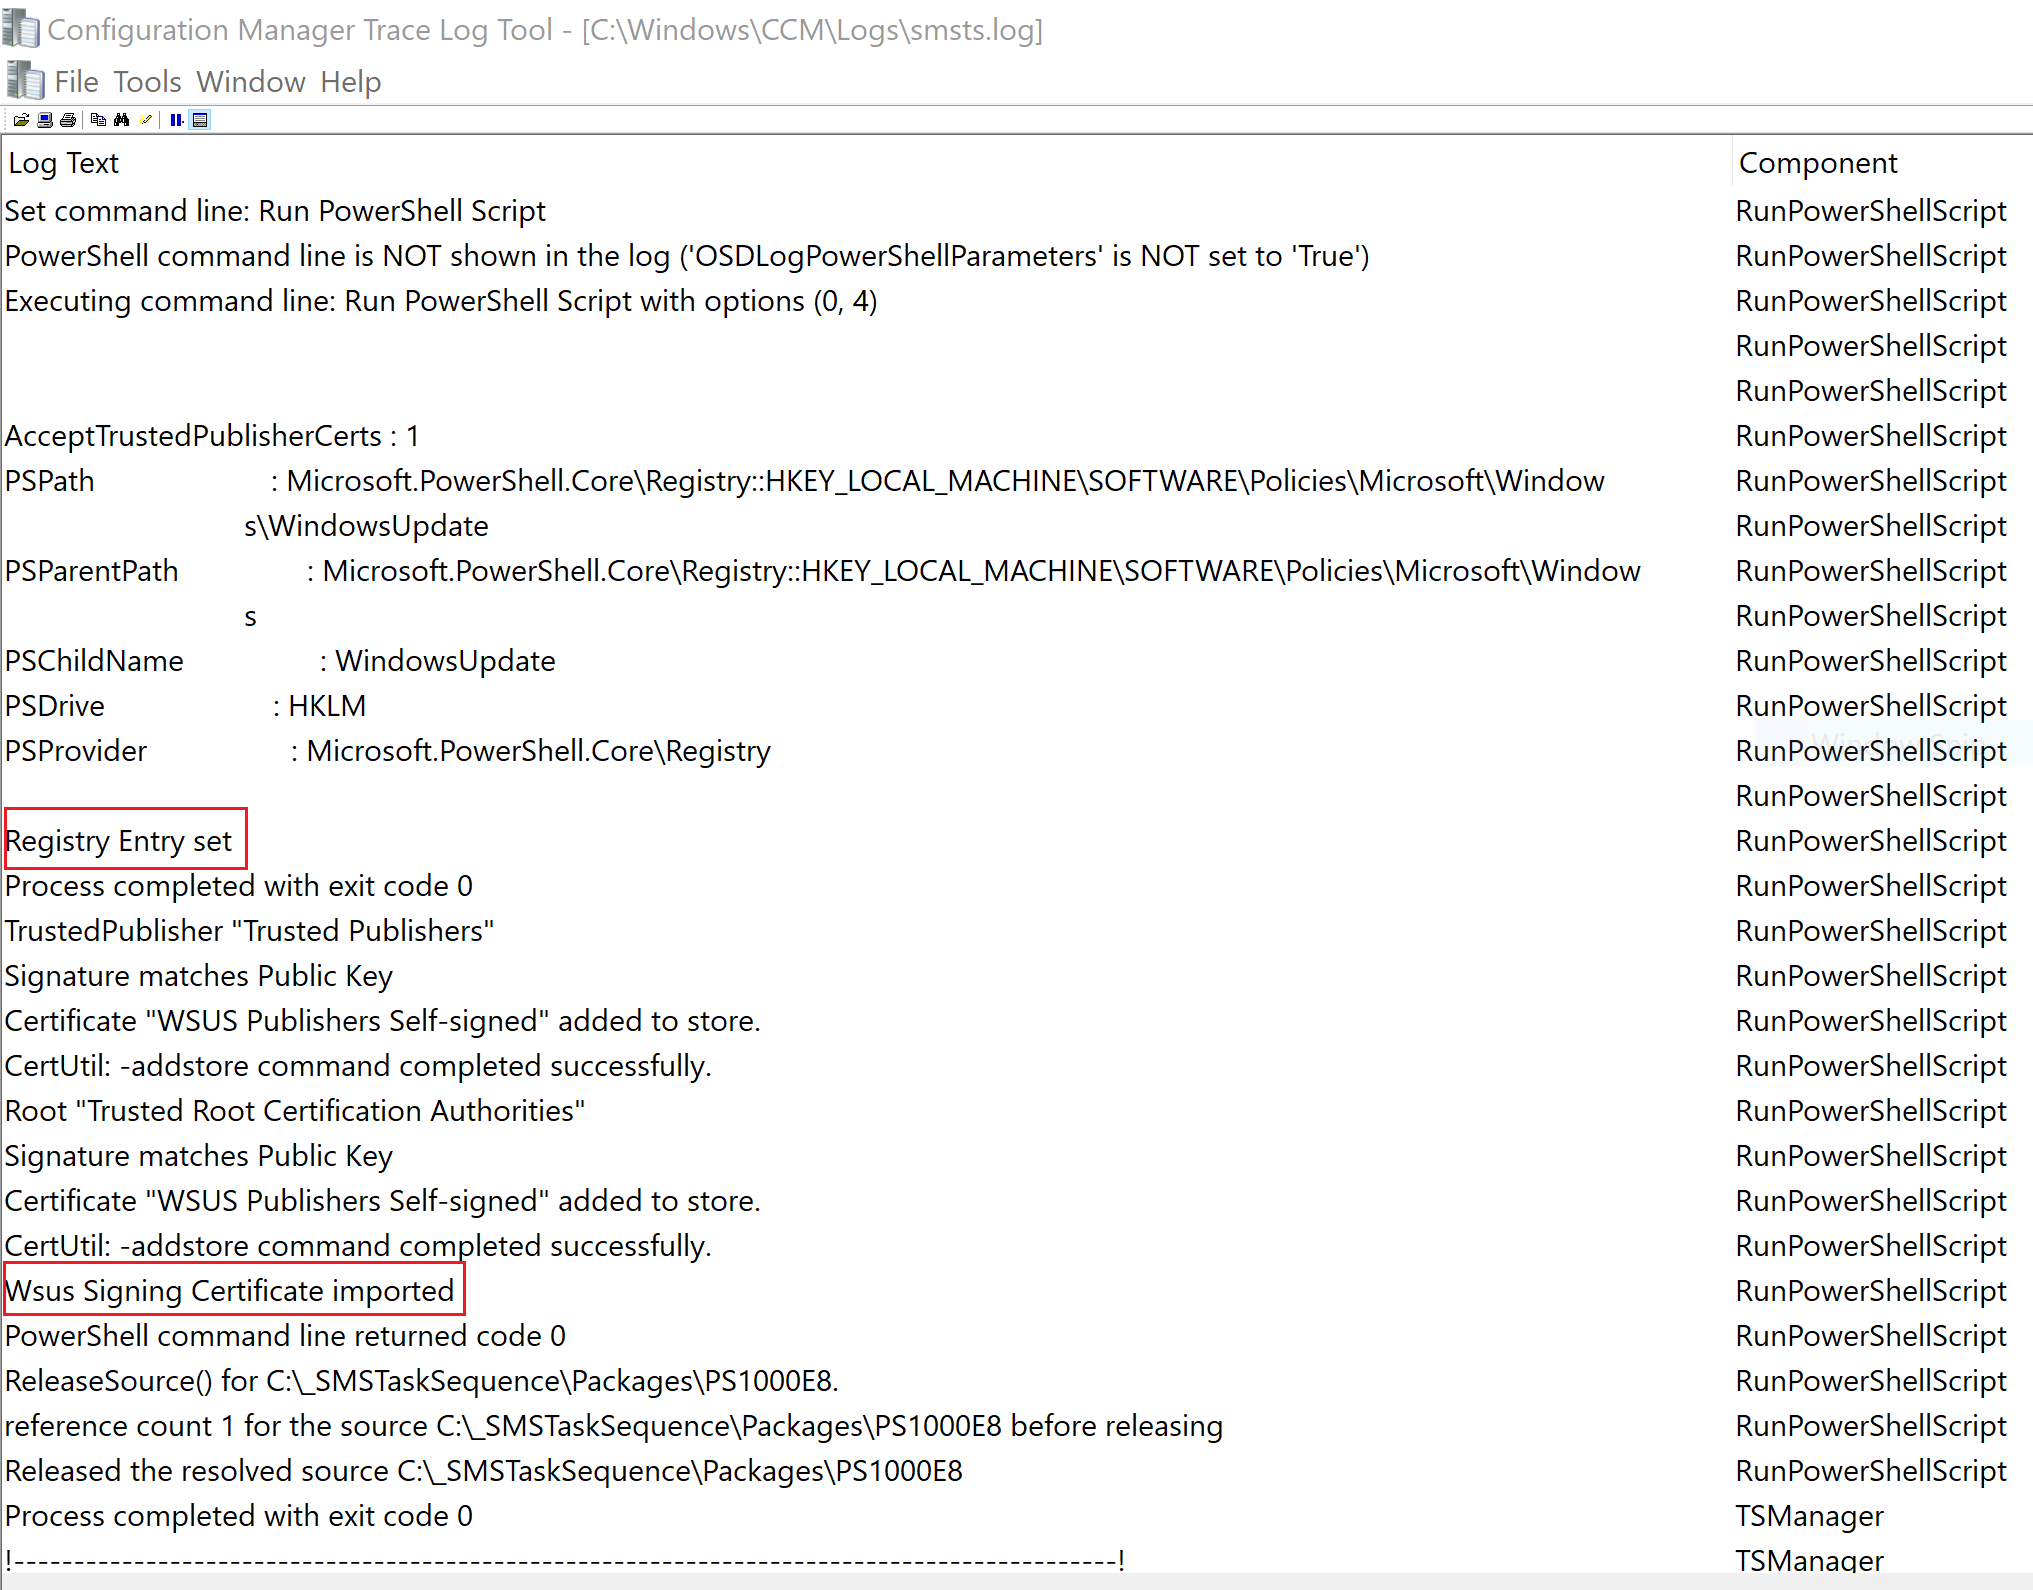 Configuration Manager Trace Log Tool - [C:\Windows\CCM\Logs\smsts.log]
File Tools Window Help
Log Text Component
Set command line: Run PowerShell Script RunPowerShellScript
PowerShell command line is NOT shown in the log ('OSDLogPowerShellParameters' is NOT set to 'True') RunPowerShellScript
Executing command line: Run PowerShell Script with options (0, 4) RunPowerShellScript
RunPowerShellScript
RunPowerShellScript
AcceptTrustedPublisherCerts : 1 RunPowerShellScript
PSPath : Microsoft.PowerShell.Core\Registry::HKEY_LOCAL_MACHINE\SOFTWARE\Policies\Microsoft\Window RunPowerShellScript
s\WindowsUpdate RunPowerShellScript
PSParentPath : Microsoft.PowerShell.Core\Registry::HKEY_LOCAL_MACHINE\SOFTWARE\Policies\Microsoft\Window RunPowerShellScript
s RunPowerShellScript
PSChildName : WindowsUpdate RunPowerShellScript
PSDrive : HKLM RunPowerShellScript
PSProvider : Microsoft.PowerShell.Core\Registry RunPowerShellScript
RunPowerShellScript
Registry Entry set RunPowerShellScript
Process completed with exit code 0 RunPowerShellScript
TrustedPublisher "Trusted Publishers" RunPowerShellScript
Signature matches Public Key RunPowerShellScript
Certificate "WSUS Publishers Self-signed" added to store. RunPowerShellScript
CertUtil: -addstore command completed successfully. RunPowerShellScript
Root "Trusted Root Certification Authorities" RunPowerShellScript
Signature matches Public Key RunPowerShellScript
Certificate "WSUS Publishers Self-signed" added to store. RunPowerShellScript
CertUtil: -addstore command completed successfully. RunPowerShellScript
Wsus Signing Certificate imported RunPowerShellScript
PowerShell command line returned code 0 RunPowerShellScript
ReleaseSource() for C:\_SMSTaskSequence\Packages\PS1000E8. RunPowerShellScript
reference count 1 for the source C:\_SMSTaskSequence\Packages\PS1000E8 before releasing RunPowerShellScript
Released the resolved source C:\_SMSTaskSequence\Packages\PS1000E8 RunPowerShellScript
Process completed with exit code 0 TSManager
!--------------------------------------------------------------------------------------------! TSManager